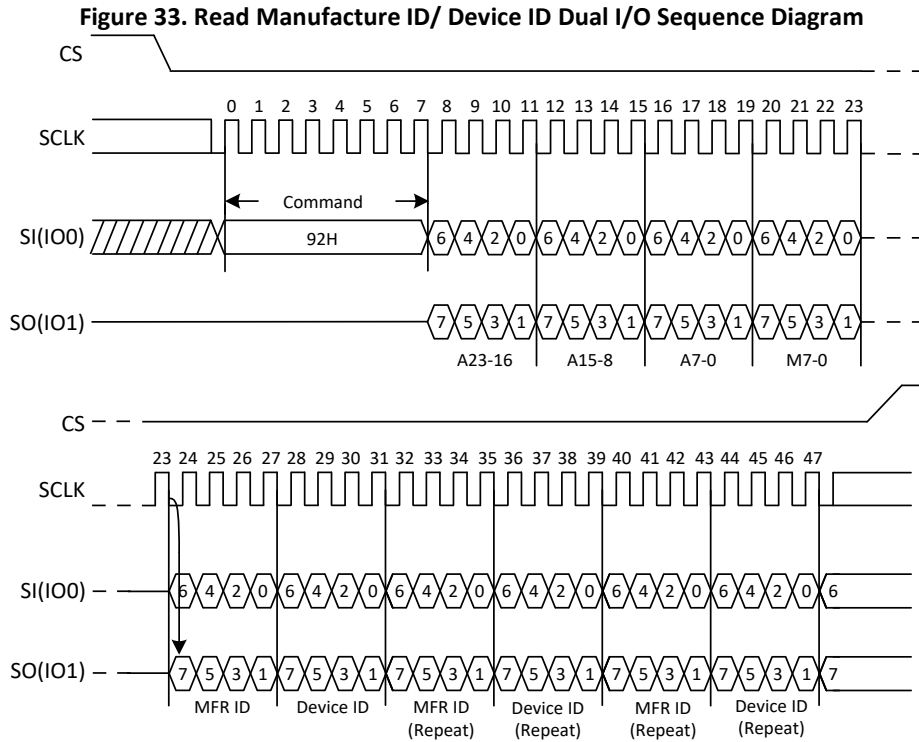 Figure 33. Read Manufacture ID/ Device ID Dual I/O Sequence Diagram
CS
0 1 2 3 4 5 6 7 8 9 10 11 12 13 14 15 16 17 18 19 20 21 22 23
SCLK
Command
SI(IO0) 92H 6 4 2 0 6 4 2 0 6 4 2 0 6 4 2 0
SO(IO1) 7 5 3 1 7 5 3 1 7 5 3 1 7 5 3 1
A23-16 A15-8 A7-0 M7-0
CS
23 24 25 26 27 28 29 30 31 32 33 34 35 36 37 38 39 40 41 42 43 44 45 46 47
SCLK
SI(IO0) 6 4 2 0 6 4 2 0 6 4 2 0 6 4 2 0 6 4 2 0 6 4 2 0 6
SO(IO1) 7 5 3 1 7 5 3 1 7 5 3 1 7 5 3 1 7 5 3 1 7 5 3 1 7
MFR ID Device ID MFR ID Device ID MFR ID Device ID
(Repeat) (Repeat) (Repeat) (Repeat)